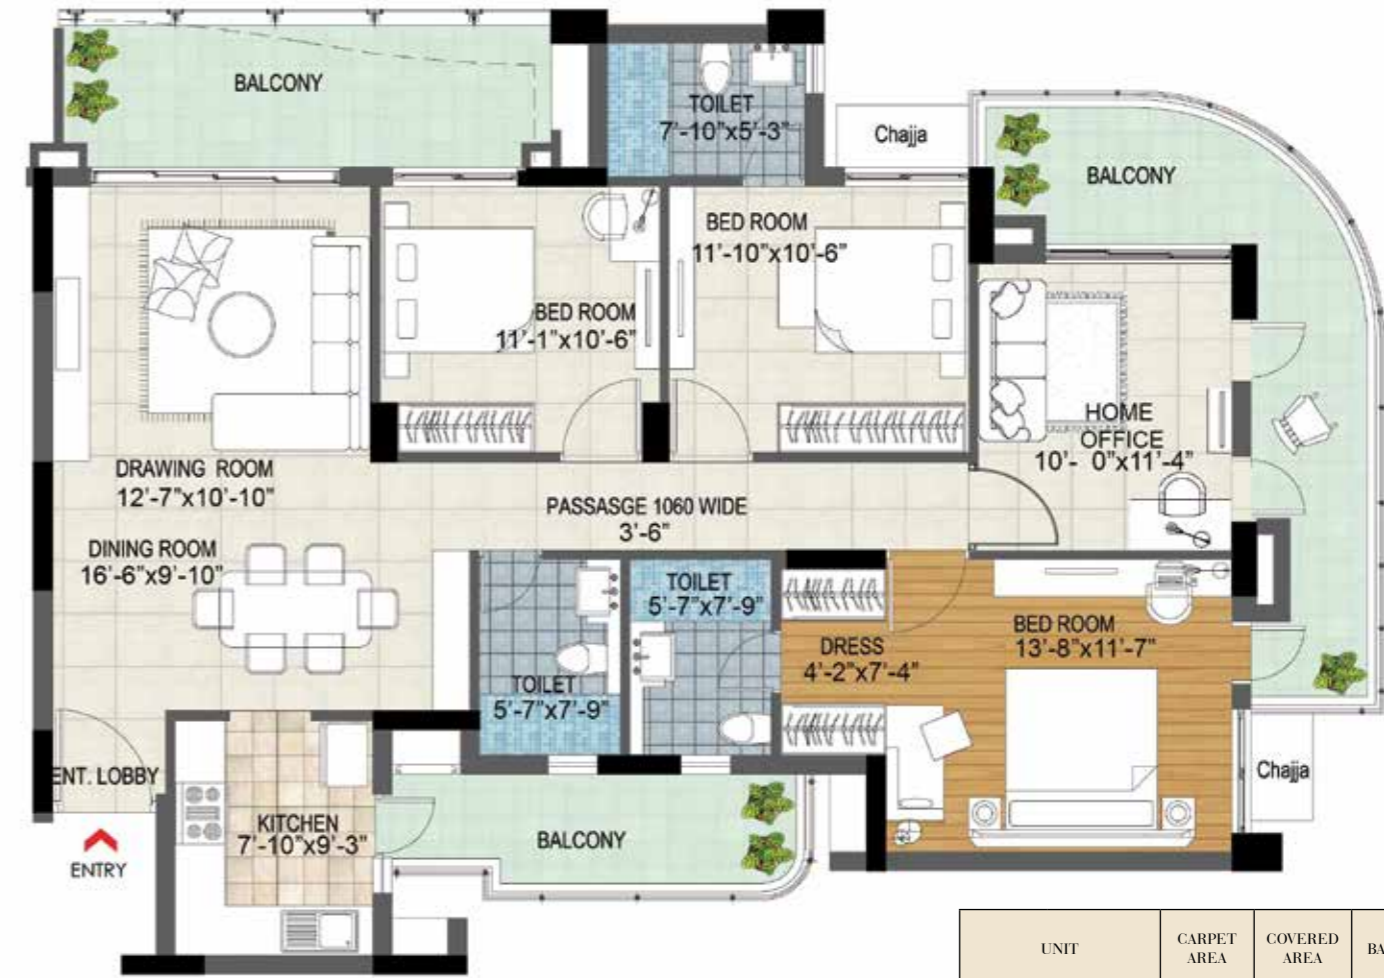 BALCONY
TOILET
7'-10"x5'-3"
Chajja
BALCONY
BED ROOM
11'-10"x10'-6"
BED ROOM
11'-1"x10'-6"
HOME
OFFICE
10'- 0"x11'-4"
DRAWING ROOM
12'-7"x10'-10"
PASSASGE 1060 WIDE
3'-6"
DINING ROOM
16'-6"x9'-10"
TOILET
5'-7"x7'-9"
TOILET
5'-7"x7'-9"
DRESS
4'-2"x7'-4"
BED ROOM
13'-8"x11'-7"
ENT. LOBBY
Chajja
KITCHEN
7'-10"x9'-3"
BALCONY
ENTRY
UNIT
CARPET
AREA
COVERED
AREA
BA